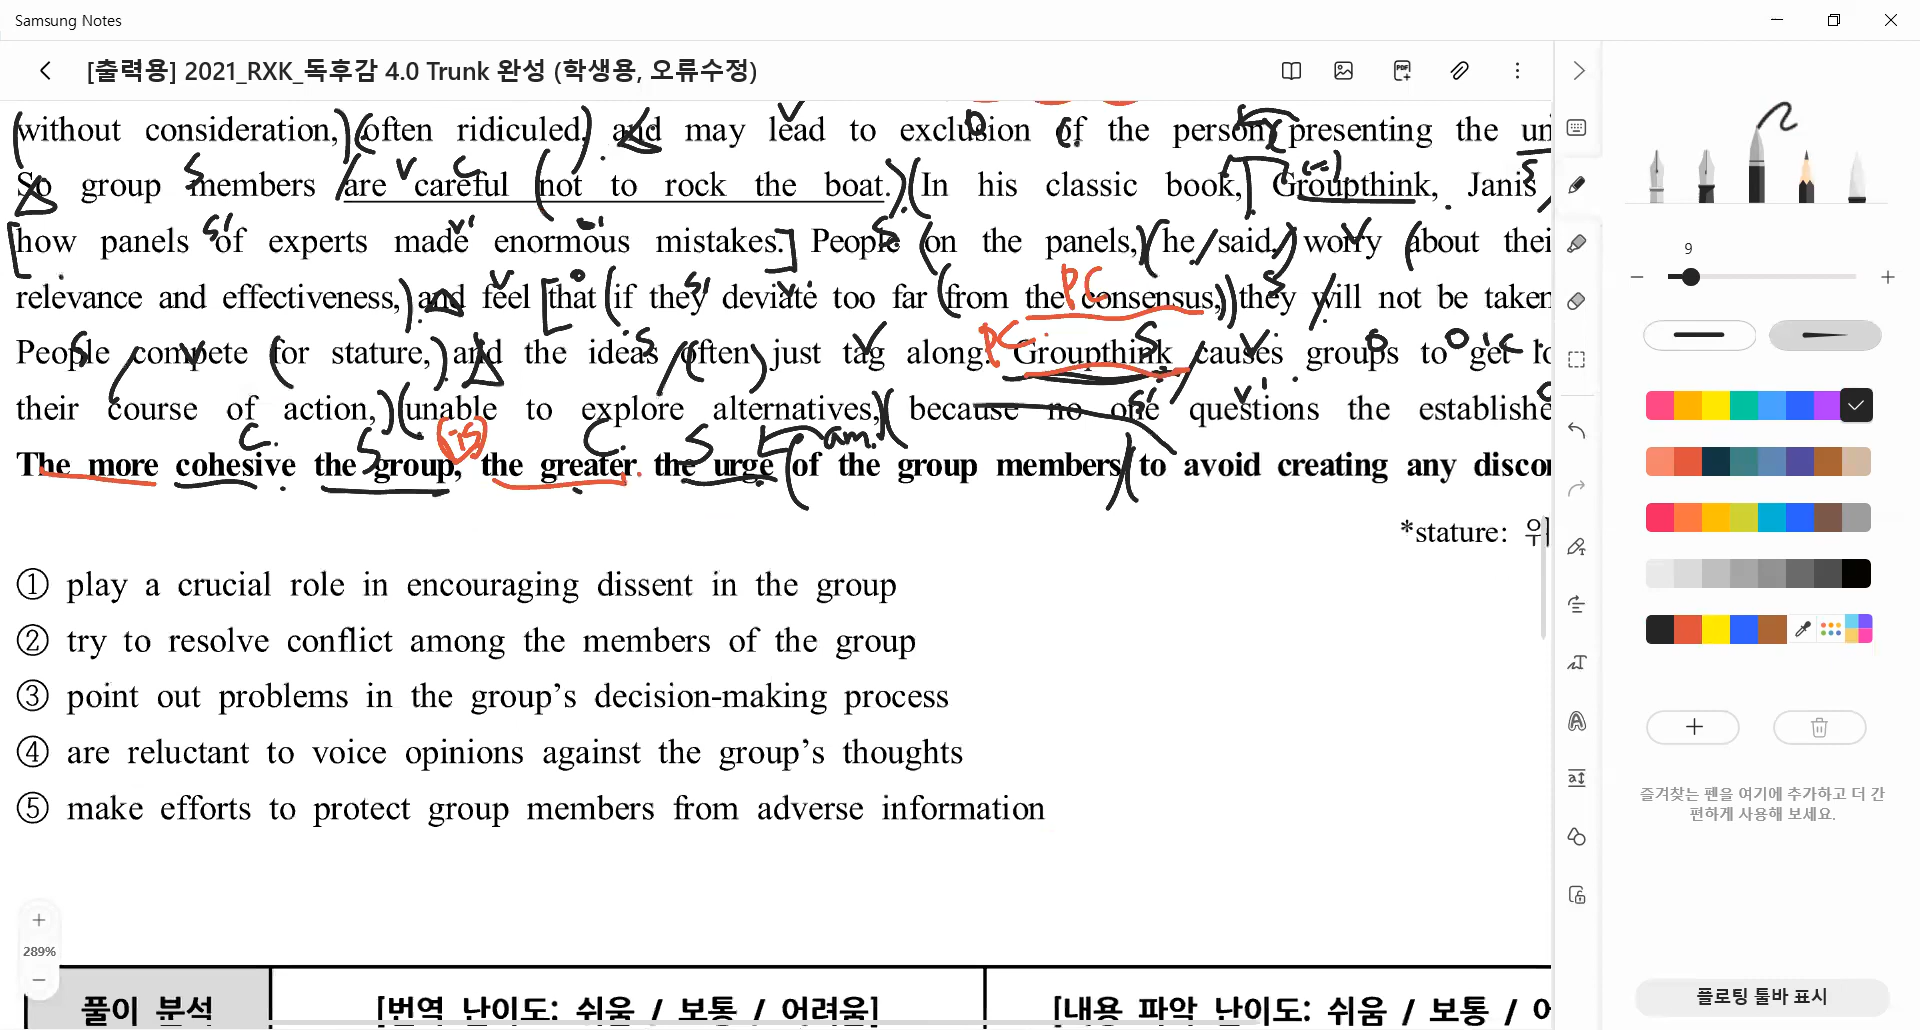 Samsung Notes
[출력용] 2021_RXK_독후감 4.0 Trunk 완성 (학생용, 오류수정)
without consideration, often ridiculed, and may lead to exclusion of the person presenting the un
So group members are careful not to rock the boat. In his classic book, Groupthink, Janis
how panels of experts made enormous mistakes. People on the panels, he said, worry about thei
relevance and effectiveness, and feel that if they deviate too far from the consensus, they will not be taken
PC
People compete for stature, and the ideas often just tag along. Groupthink causes groups to get lo
PC
their course of action, unable to explore alternatives, because no one questions the establishe
is
am.
The more cohesive the group, the greater the urge of the group members to avoid creating any discor
*stature: 위
① play a crucial role in encouraging dissent in the group
② try to resolve conflict among the members of the group
③ point out problems in the group's decision-making process
④ are reluctant to voice opinions against the group's thoughts
⑤ make efforts to protect group members from adverse information
풀이 분석 [번역 난이도: 쉬움 / 보통 / 어려움] [내용 파악 난이도: 쉬움 / 보통 / 어
289%
9
즐겨찾는 펜을 여기에 추가하고 더 간
편하게 사용해 보세요.
플로팅 툴바 표시